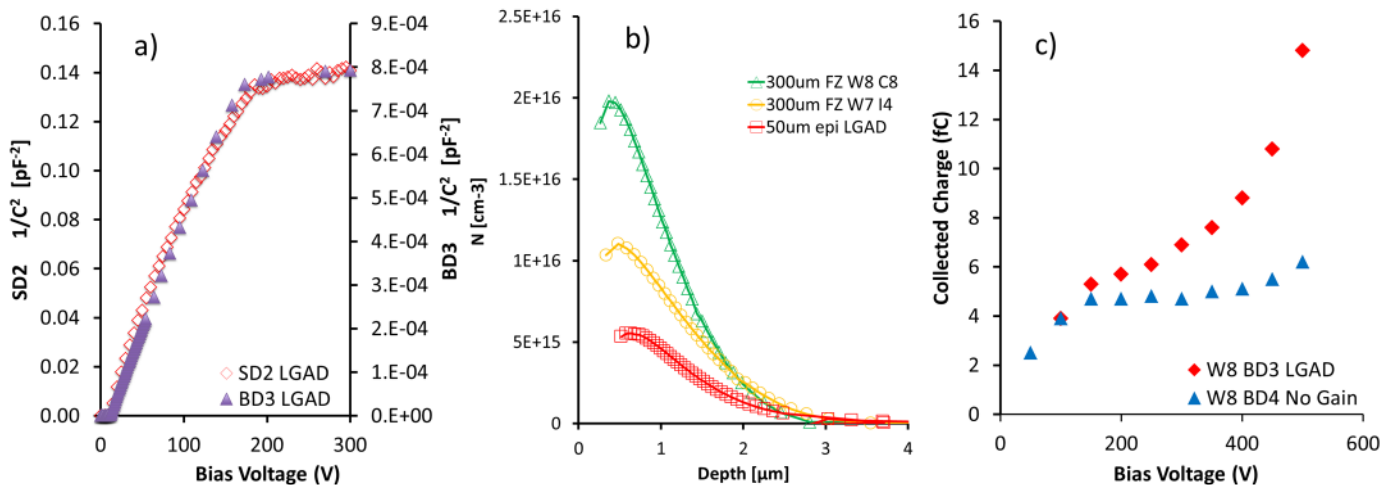 a)
0.16
0.14
0.12
0.10
0.08
0.06
0.04
0.02
0.00
SD2 1/C² [pF⁻²]
9.E-04
8.E-04
7.E-04
6.E-04
5.E-04
4.E-04
3.E-04
2.E-04
1.E-04
0.E+00
BD3 1/C² [pF⁻²]
SD2 LGAD
BD3 LGAD
0 100 200 300
Bias Voltage (V)
b)
2.5E+16
2E+16
1.5E+16
1E+16
5E+15
0
N [cm-3]
300um FZ W8 C8
300um FZ W7 I4
50um epi LGAD
0 1 2 3 4
Depth [µm]
c)
16
14
12
10
8
6
4
2
0
Collected Charge (fC)
W8 BD3 LGAD
W8 BD4 No Gain
0 200 400 600
Bias Voltage (V)